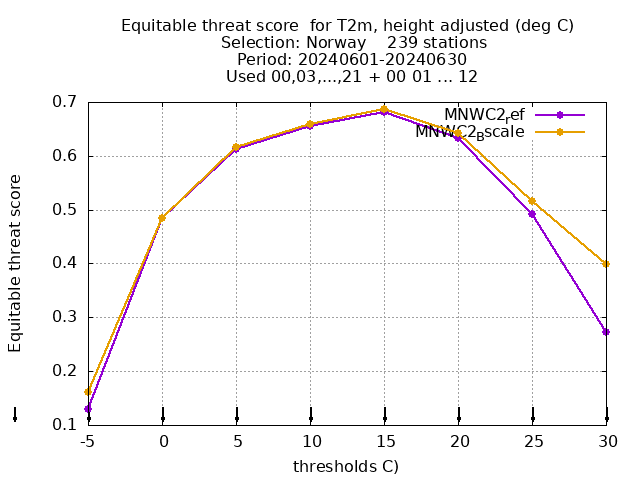 Equitable threat score  for T2m, height adjusted (deg C)
Selection: Norway    239 stations
Period: 20240601-20240630
Used 00,03,...,21 + 00 01 ... 12
MNWC2ref
MNWC2Bscale
0.7
0.6
0.5
0.4
0.3
0.2
0.1
Equitable threat score
-5 0 5 10 15 20 25 30
thresholds C)